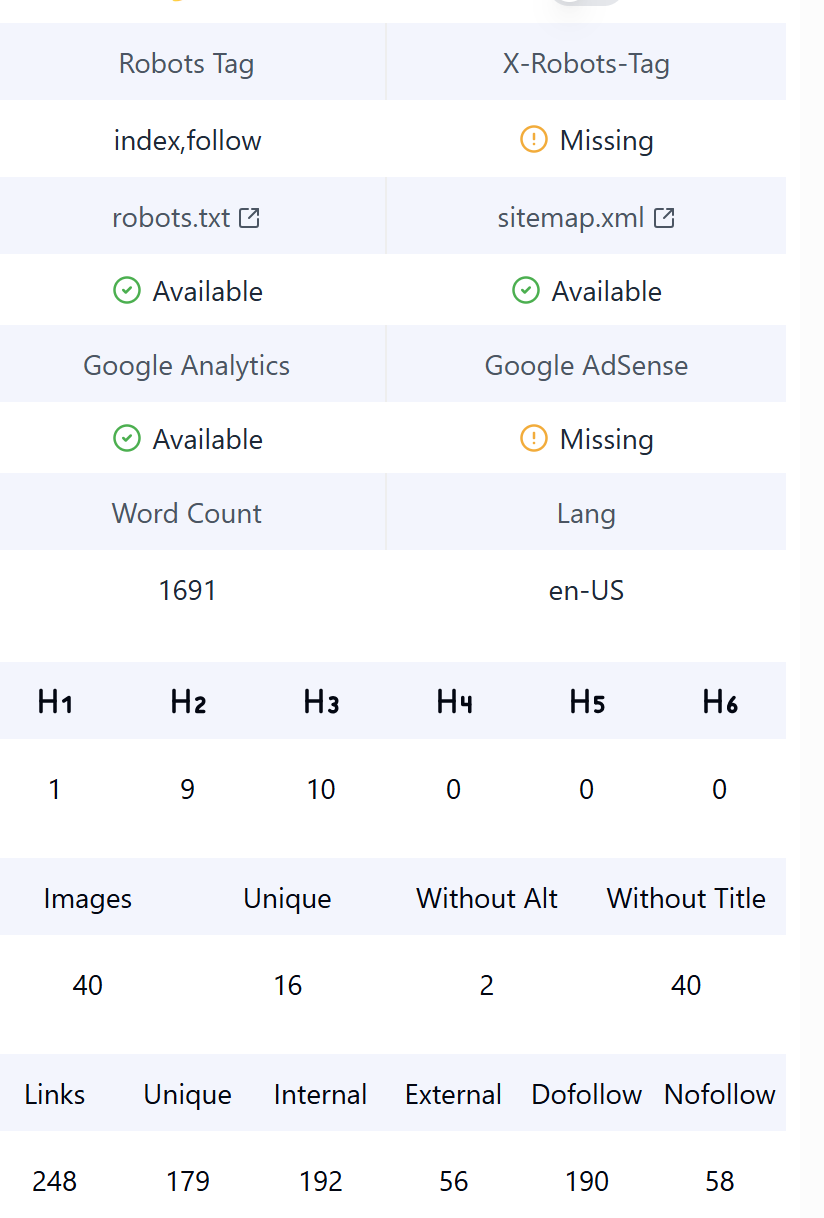 Robots Tag X-Robots-Tag
index,follow Missing
robots.txt sitemap.xml
Available Available
Google Analytics Google AdSense
Available Missing
Word Count Lang
1691 en-US
H1 H2 H3 H4 H5 H6
1 9 10 0 0 0
Images Unique Without Alt Without Title
40 16 2 40
Links Unique Internal External Dofollow Nofollow
248 179 192 56 190 58